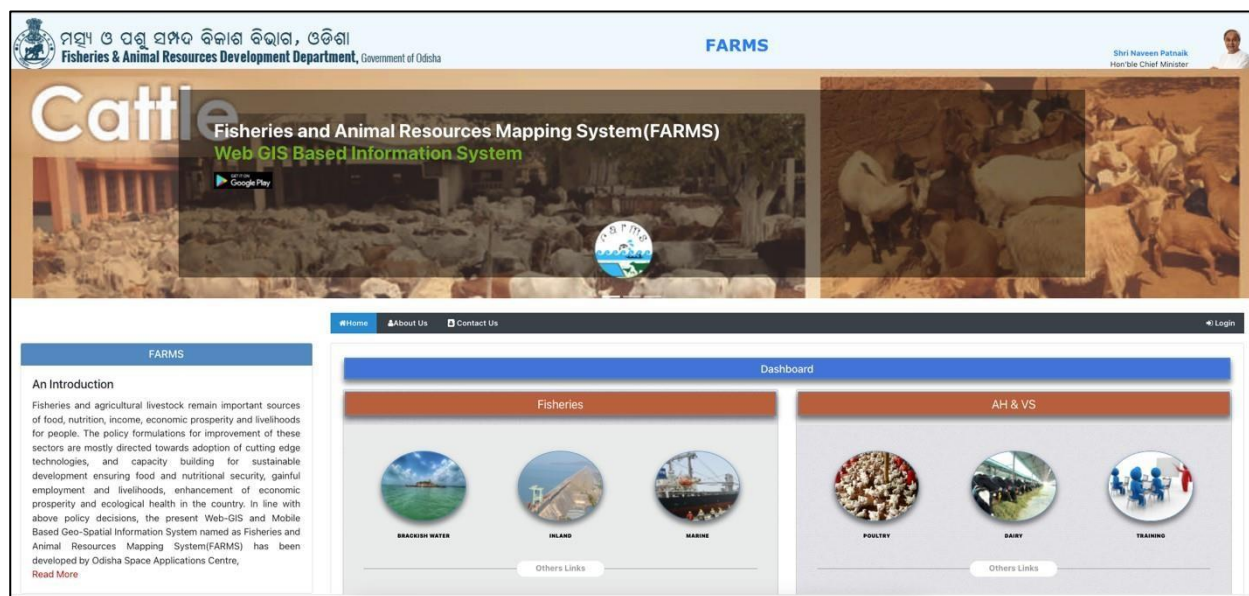 ମତ୍ସ୍ୟ ଓ ପଶୁ ସମ୍ପଦ ବିକାଶ ବିଭାଗ, ଓଡିଶା
Fisheries & Animal Resources Development Department, Government of Odisha
FARMS
Shri Naveen Patnaik
Hon'ble Chief Minister
Cattle
Fisheries and Animal Resources Mapping System(FARMS)
Web GIS Based Information System
GET IT ON
Google Play
Farms
Home About Us Contact Us Login
FARMS
An Introduction
Fisheries and agricultural livestock remain important sources
of food, nutrition, income, economic prosperity and livelihoods
for people. The policy formulations for improvement of these
sectors are mostly directed towards adoption of cutting edge
technologies, and capacity building for sustainable
development ensuring food and nutritional security, gainful
employment and livelihoods, enhancement of economic
prosperity and ecological health in the country. In line with
above policy decisions, the present Web-GIS and Mobile
Based Geo-Spatial Information System named as Fisheries and
Animal Resources Mapping System(FARMS) has been
developed by Odisha Space Applications Centre,
Read More
Dashboard
Fisheries
BRACKISH WATER INLAND MARINE
Others Links
AH & VS
POULTRY DAIRY TRAINING
Others Links